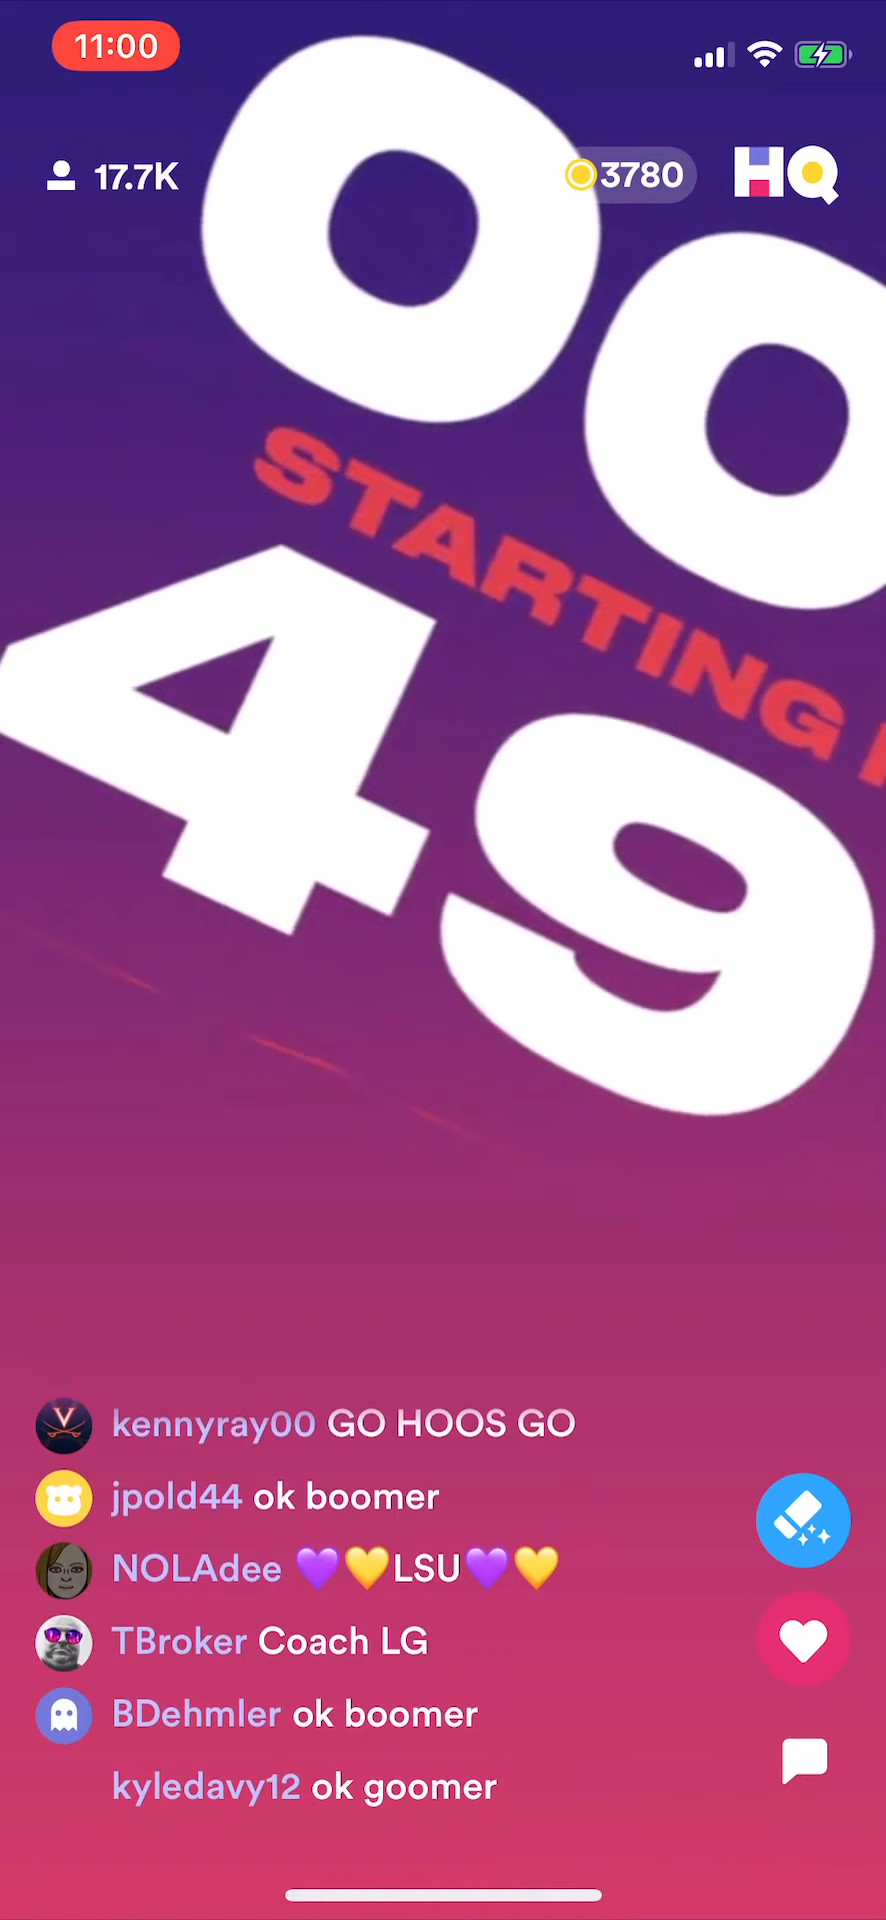 11:00
17.7K
3780
HQ
00
STARTING
49
kennyray00 GO HOOS GO
jpold44 ok boomer
NOLAdee 💜💛LSU💜💛
TBroker Coach LG
BDehmler ok boomer
kyledavy12 ok goomer